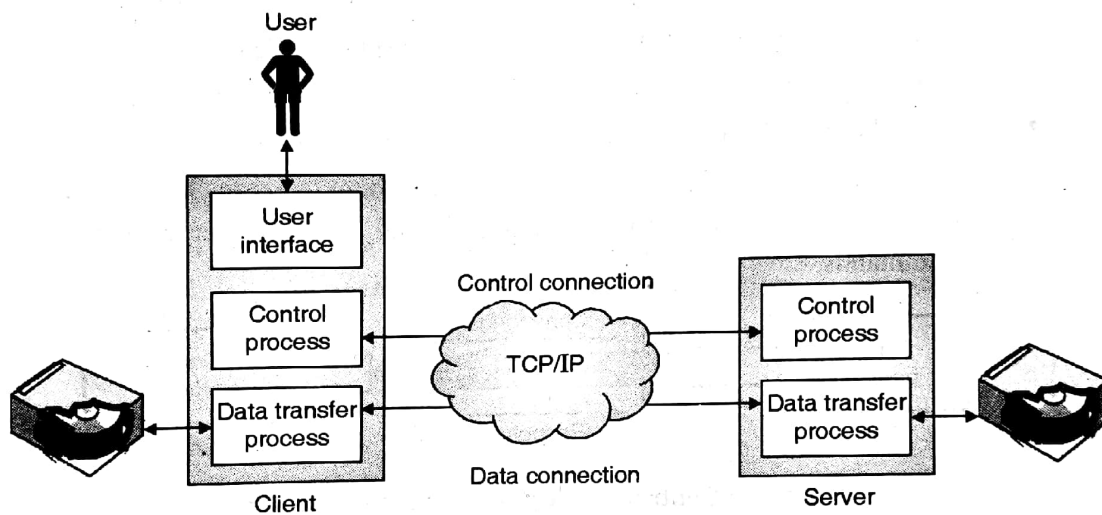 User
User
interface
Control connection
Control
process
Control
process
TCP/IP
Data transfer
process
Data transfer
process
Data connection
Client
Server